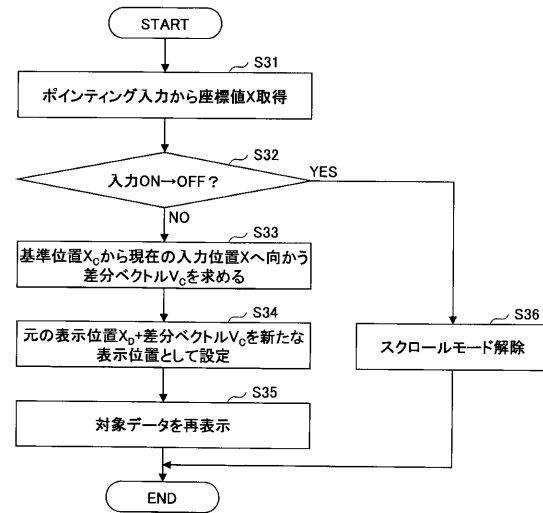 START
S31
ポインティング入力から座標値X取得
S32
入力ON→OFF？
YES
NO
S33
基準位置XCから現在の入力位置Xへ向かう
差分ベクトルVCを求める
S34
元の表示位置XD+差分ベクトルVCを新たな
表示位置として設定
S36
スクロールモード解除
S35
対象データを再表示
END